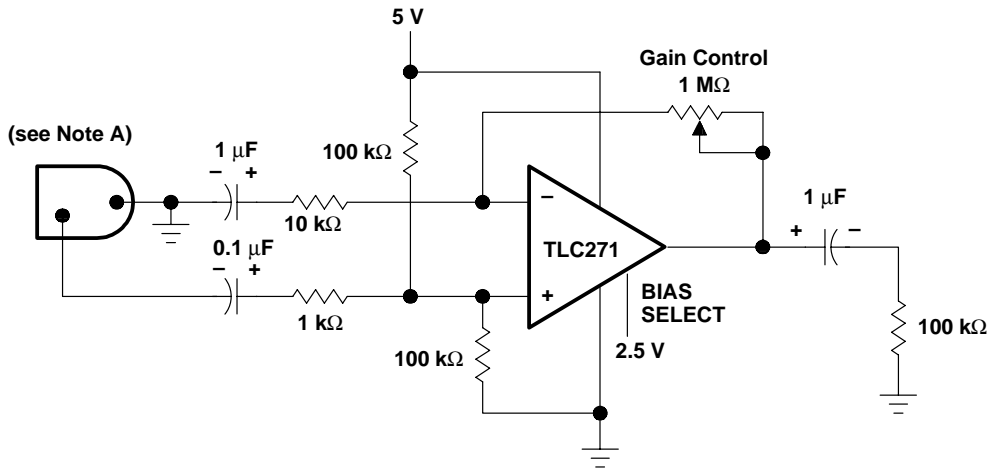 5 V
Gain Control
1 MΩ
(see Note A)
1 μF
100 kΩ
− +
10 kΩ
−
1 μF
+ −
TLC271
0.1 μF
− +
1 kΩ
+
BIAS
SELECT
2.5 V
100 kΩ
100 kΩ